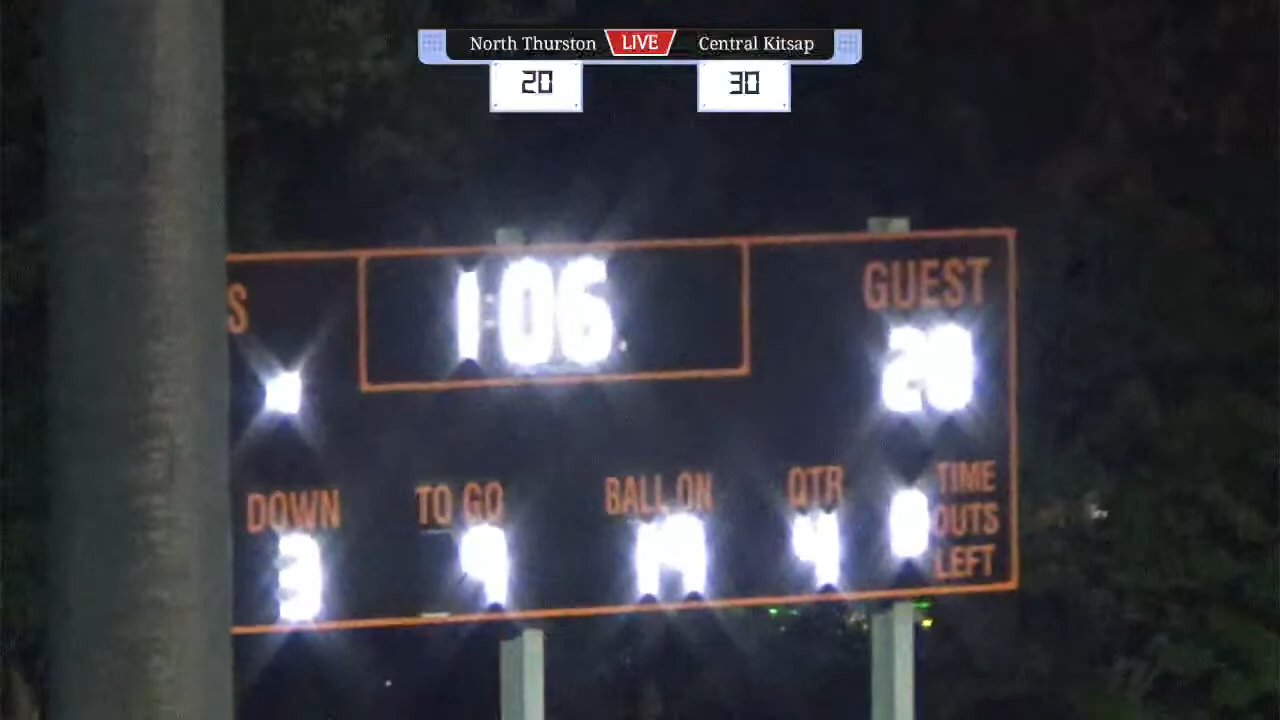 North Thurston LIVE Central Kitsap
20 30
S 1:06 GUEST
DOWN TO GO BALL ON QTR TIME
OUTS
LEFT
3 9 4